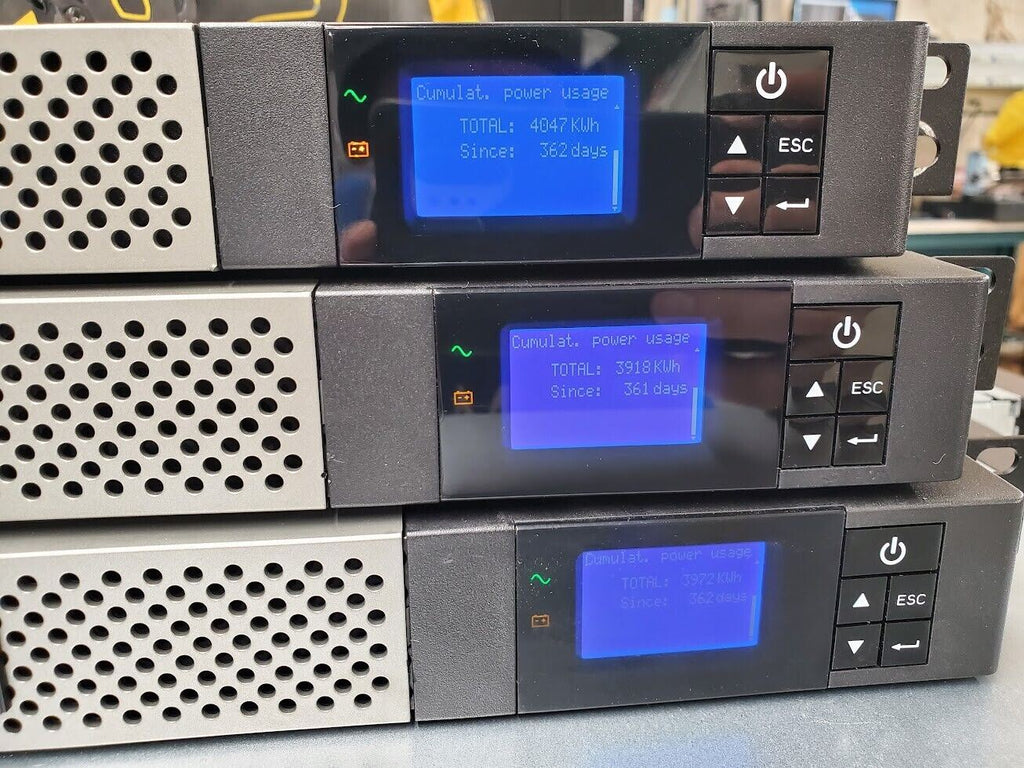 Cumulat. power usage
TOTAL: 4047 KWh
Since: 362 days
ESC
Cumulat. power usage
TOTAL: 3918 KWh
Since: 361 days
ESC
Cumulat. power usage
TOTAL: 3972 KWh
Since: 362 days
ESC